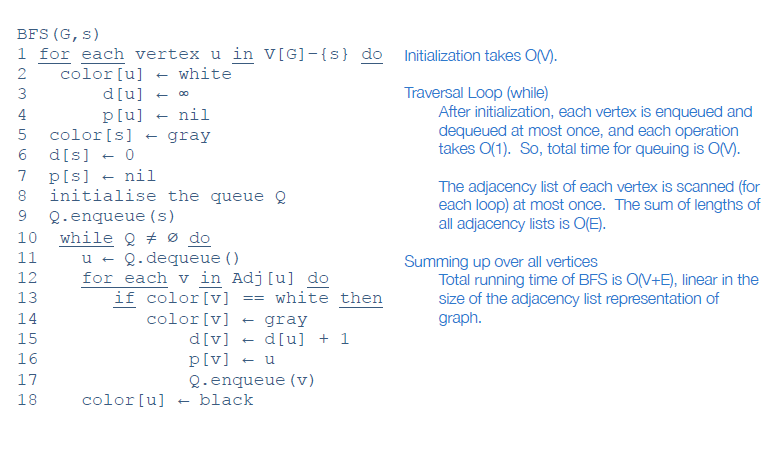 BFS(G,s)
1 for each vertex u in V[G]-{s} do
2 color[u] ← white
3 d[u] ← ∞
4 p[u] ← nil
5 color[s] ← gray
6 d[s] ← 0
7 p[s] ← nil
8 initialise the queue Q
9 Q.enqueue(s)
10 while Q ≠ ∅ do
11 u ← Q.dequeue()
12 for each v in Adj[u] do
13 if color[v] == white then
14 color[v] ← gray
15 d[v] ← d[u] + 1
16 p[v] ← u
17 Q.enqueue(v)
18 color[u] ← black
Initialization takes O(V).
Traversal Loop (while)
After initialization, each vertex is enqueued and
dequeued at most once, and each operation
takes O(1). So, total time for queuing is O(V).
The adjacency list of each vertex is scanned (for
each loop) at most once. The sum of lengths of
all adjacency lists is O(E).
Summing up over all vertices
Total running time of BFS is O(V+E), linear in the
size of the adjacency list representation of
graph.